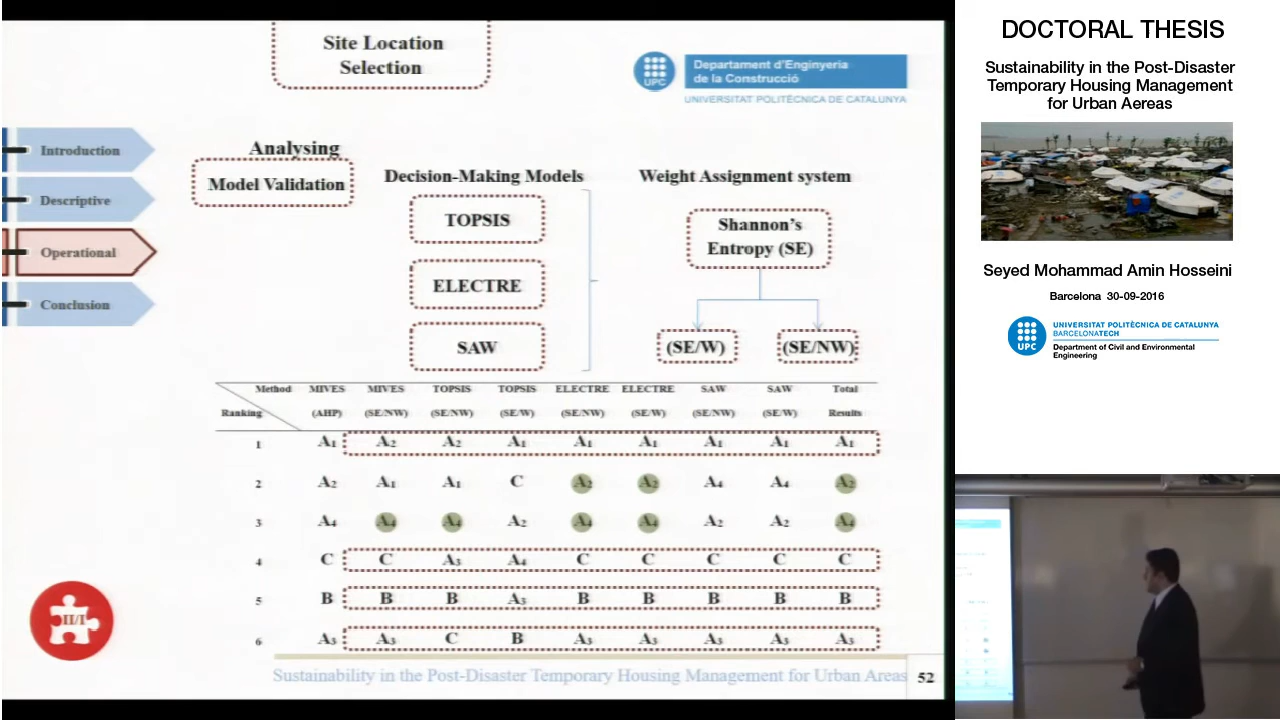 Site Location
Selection
UPC
Departament d'Enginyeria
de la Construcció
UNIVERSITAT POLITÈCNICA DE CATALUNYA
Introduction
Descriptive
Operational
Conclusion
Analysing
Model Validation
Decision-Making Models
TOPSIS
ELECTRE
SAW
Weight Assignment system
Shannon's
Entropy (SE)
(SE/W)
(SE/NW)
Method MIVES MIVES TOPSIS TOPSIS ELECTRE ELECTRE SAW SAW Total
Ranking (AHP) (SE/NW) (SE/NW) (SE/W) (SE/NW) (SE/W) (SE/NW) (SE/W) Results
1 A1 A2 A2 A1 A1 A1 A1 A1 A1
2 A2 A1 A1 C A2 A2 A4 A4 A2
3 A4 A4 A4 A2 A4 A4 A2 A2 A4
4 C C A3 A4 C C C C C
5 B B B A3 B B B B B
6 A3 A3 C B A3 A3 A3 A3 A3
II/I
Sustainability in the Post-Disaster Temporary Housing Management for Urban Areas
52
DOCTORAL THESIS
Sustainability in the Post-Disaster
Temporary Housing Management
for Urban Aereas
Seyed Mohammad Amin Hosseini
Barcelona 30-09-2016
UPC
UNIVERSITAT POLITÈCNICA DE CATALUNYA
BARCELONATECH
Department of Civil and Environmental
Engineering